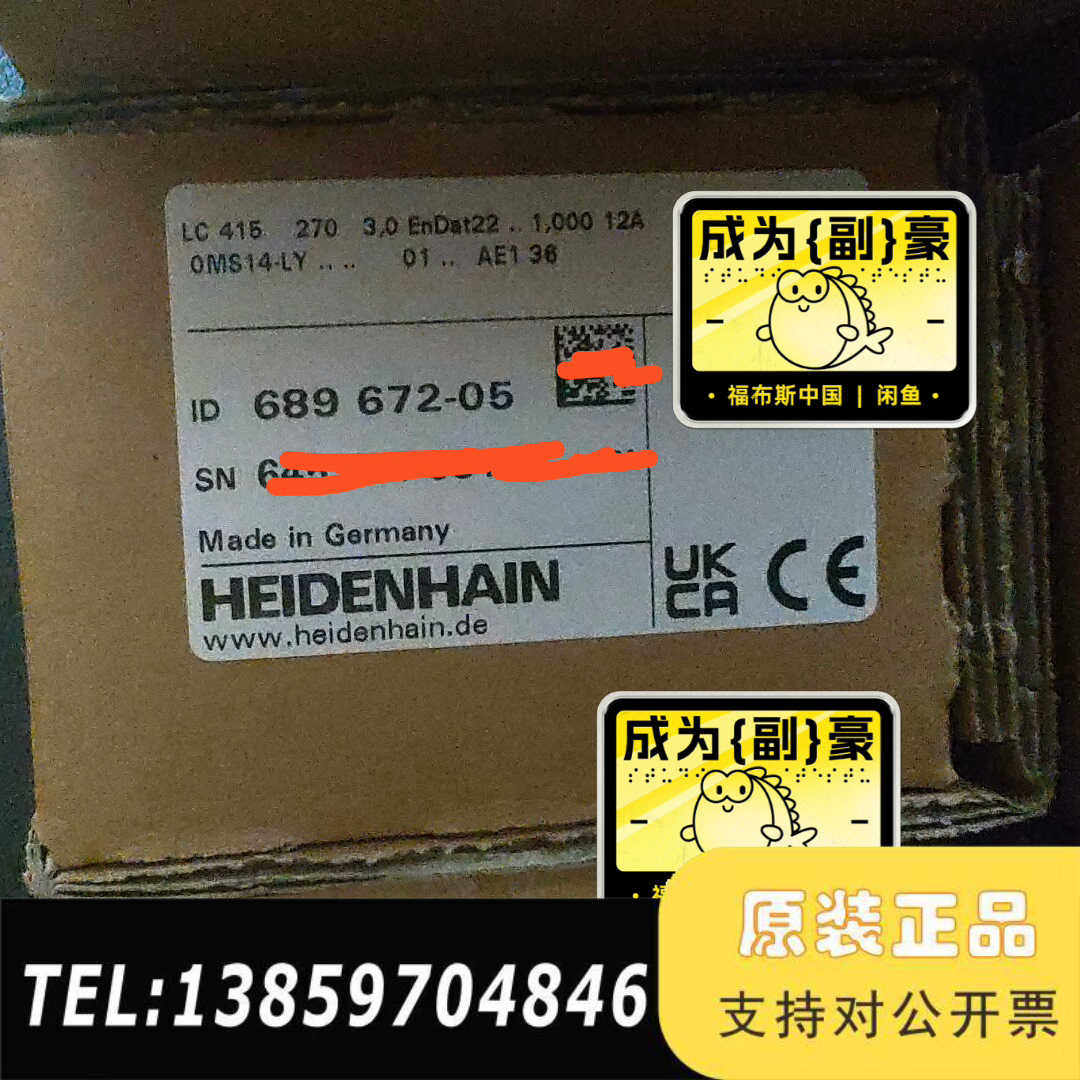 LC 415 270 3,0 EnDat22 .. 1,000 12A
0MS14-LY .. .. 01 .. AE1 36
ID 689 672-05
SN
Made in Germany
HEIDENHAIN
www.heidenhain.de
UK
CA
CE
成为{副}豪
• 福布斯中国 | 闲鱼 •
成为{副}豪
原装正品
支持对公开票
TEL:13859704846